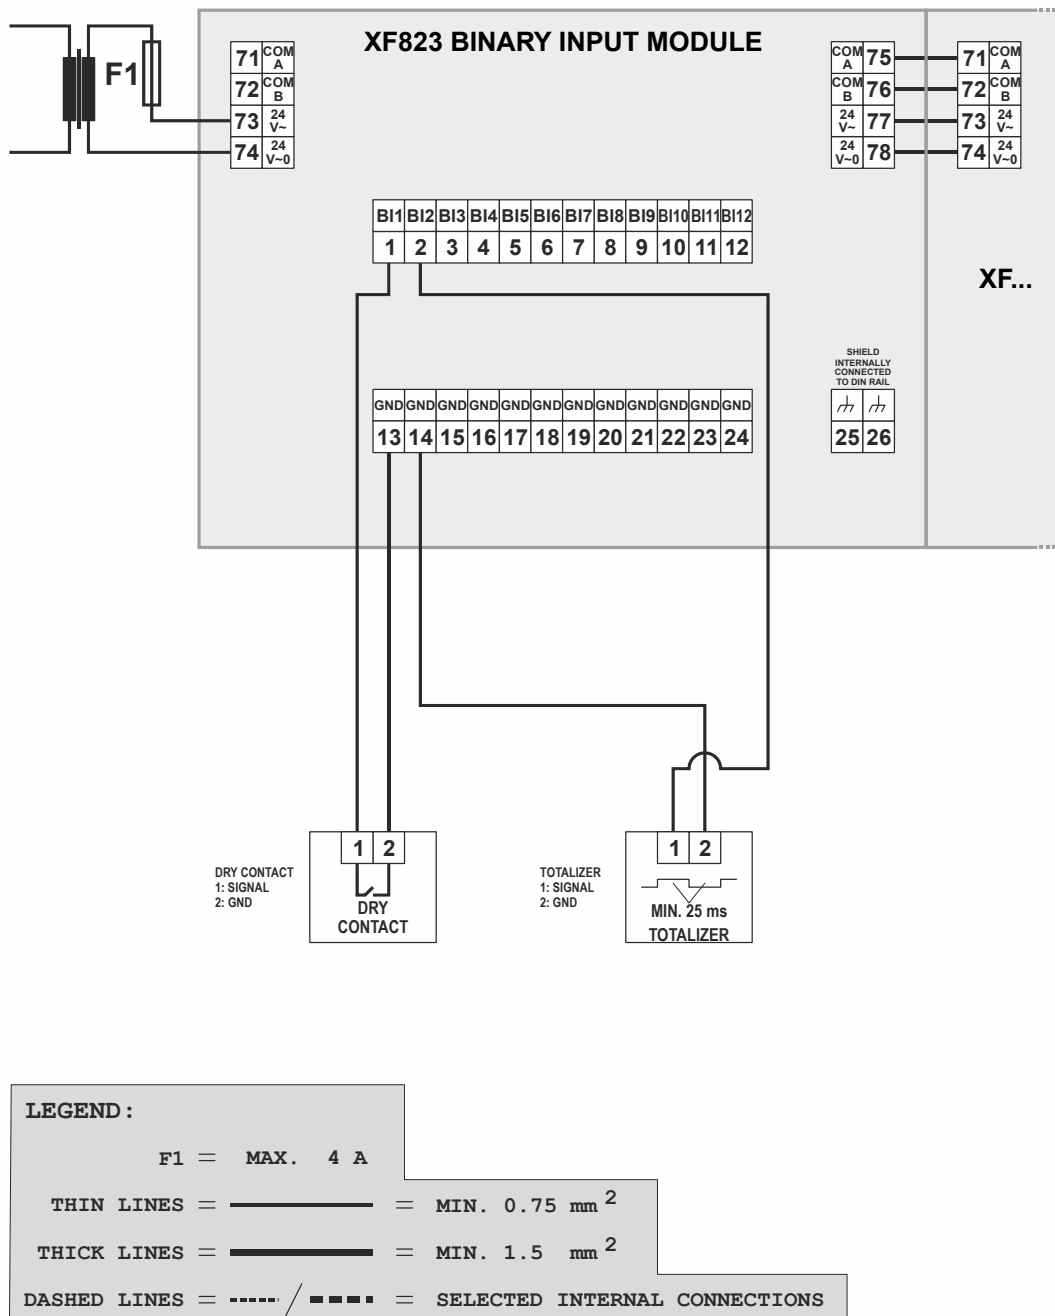 XF823 BINARY INPUT MODULE
F1
71 COM A
72 COM B
73 24 V~
74 24 V~0
COM A 75
COM B 76
24 V~ 77
24 V~0 78
71 COM A
72 COM B
73 24 V~
74 24 V~0
BI1 BI2 BI3 BI4 BI5 BI6 BI7 BI8 BI9 BI10 BI11 BI12
1 2 3 4 5 6 7 8 9 10 11 12
XF...
SHIELD
INTERNALLY
CONNECTED
TO DIN RAIL
GND GND GND GND GND GND GND GND GND GND GND GND
13 14 15 16 17 18 19 20 21 22 23 24
25 26
1 2
DRY CONTACT
1: SIGNAL
2: GND
DRY
CONTACT
1 2
TOTALIZER
1: SIGNAL
2: GND
MIN. 25 ms
TOTALIZER
LEGEND:
F1 = MAX. 4 A
THIN LINES = = MIN. 0.75 mm 2
THICK LINES = = MIN. 1.5 mm 2
DASHED LINES = / = SELECTED INTERNAL CONNECTIONS